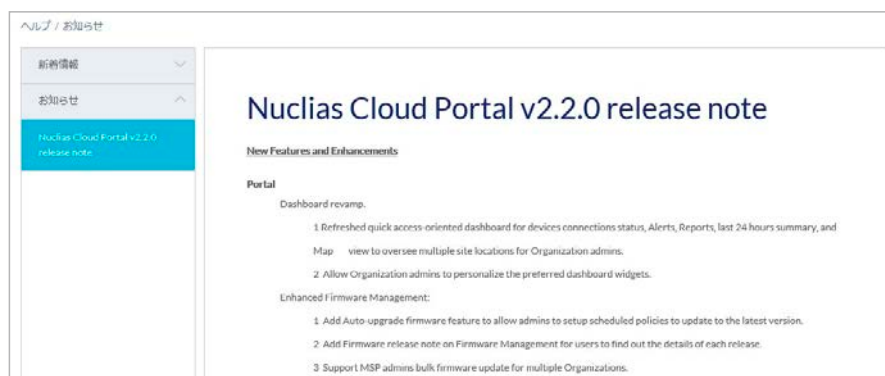 ヘルプ / お知らせ
新着情報
お知らせ
Nuclias Cloud Portal v2.2.0
release note
Nuclias Cloud Portal v2.2.0 release note
New Features and Enhancements
Portal
Dashboard revamp.
1 Refreshed quick access-oriented dashboard for devices connections status, Alerts, Reports, last 24 hours summary, and
Map view to oversee multiple site locations for Organization admins.
2 Allow Organization admins to personalize the preferred dashboard widgets.
Enhanced Firmware Management:
1 Add Auto-upgrade firmware feature to allow admins to setup scheduled policies to update to the latest version.
2 Add Firmware release note on Firmware Management for users to find out the details of each release.
3 Support MSP admins bulk firmware update for multiple Organizations.